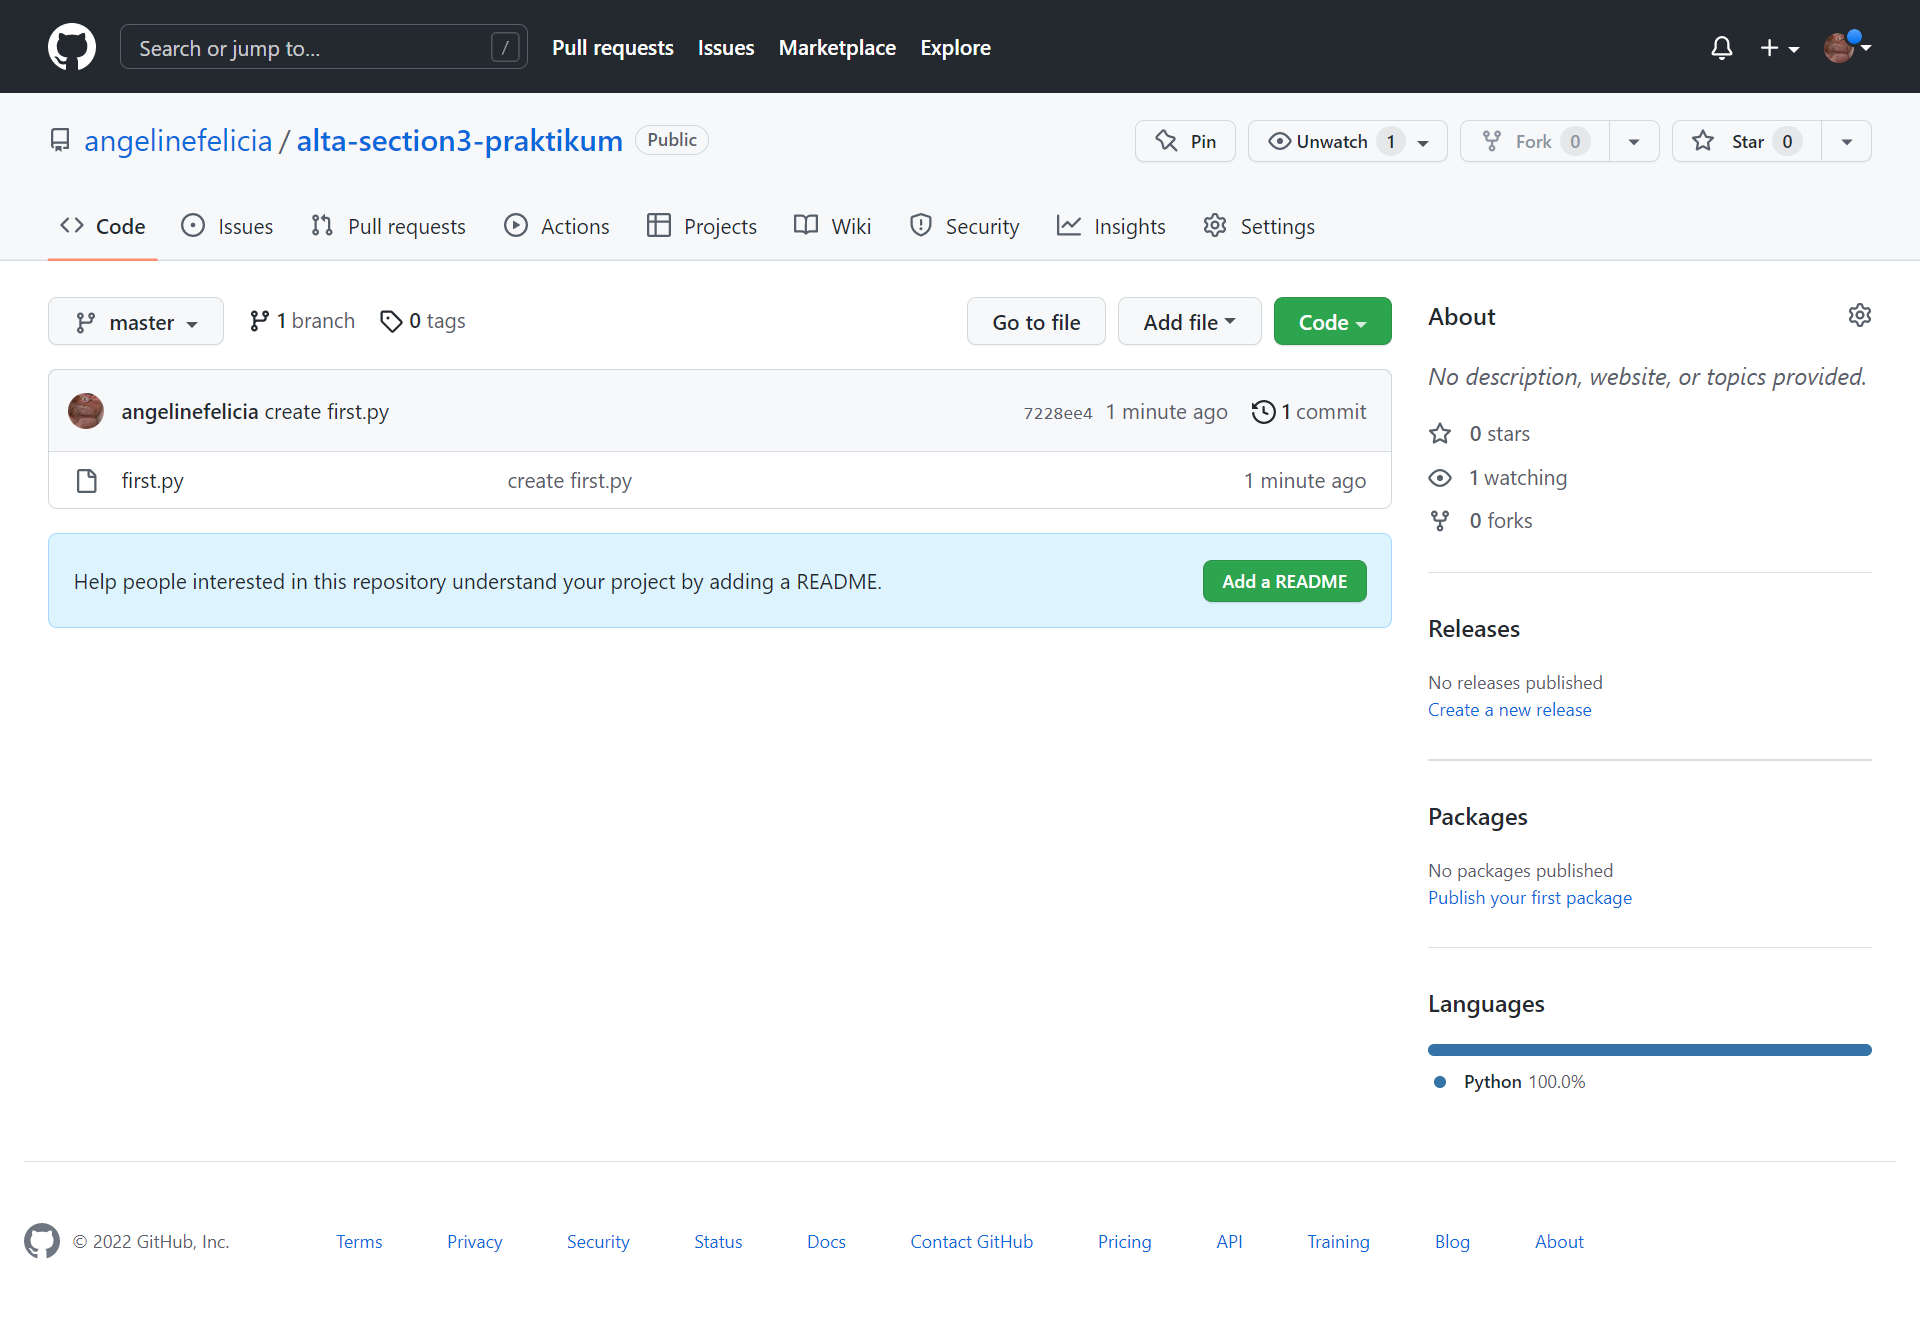 Search or jump to... /
Pull requests Issues Marketplace Explore
angelinefelicia / alta-section3-praktikum Public
Pin Unwatch 1 Fork 0 Star 0
Code Issues Pull requests Actions Projects Wiki Security Insights Settings
master 1 branch 0 tags Go to file Add file Code
angelinefelicia create first.py 7228ee4 1 minute ago 1 commit
first.py create first.py 1 minute ago
Help people interested in this repository understand your project by adding a README. Add a README
About
No description, website, or topics provided.
0 stars
1 watching
0 forks
Releases
No releases published
Create a new release
Packages
No packages published
Publish your first package
Languages
Python 100.0%
© 2022 GitHub, Inc. Terms Privacy Security Status Docs Contact GitHub Pricing API Training Blog About